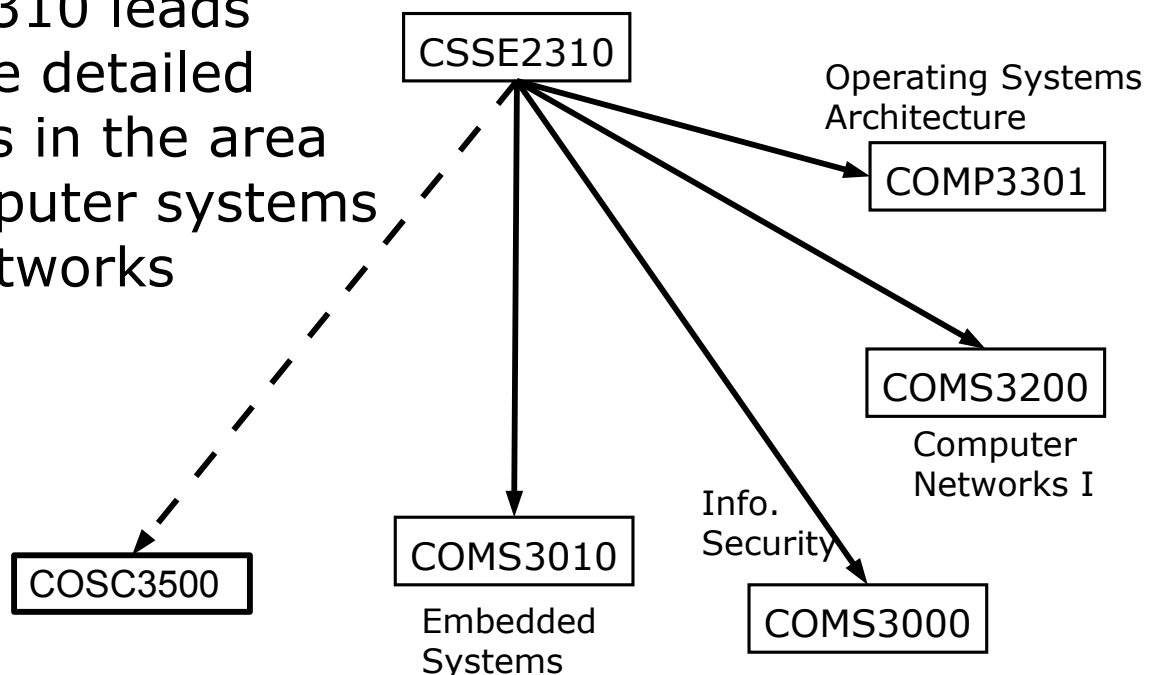 310 leads
e detailed
s in the area
puter systems
tworks
CSSE2310
Operating Systems
Architecture
COMP3301
COMS3200
Computer
Networks I
Info.
Security
COMS3010
COSC3500
Embedded
Systems
COMS3000